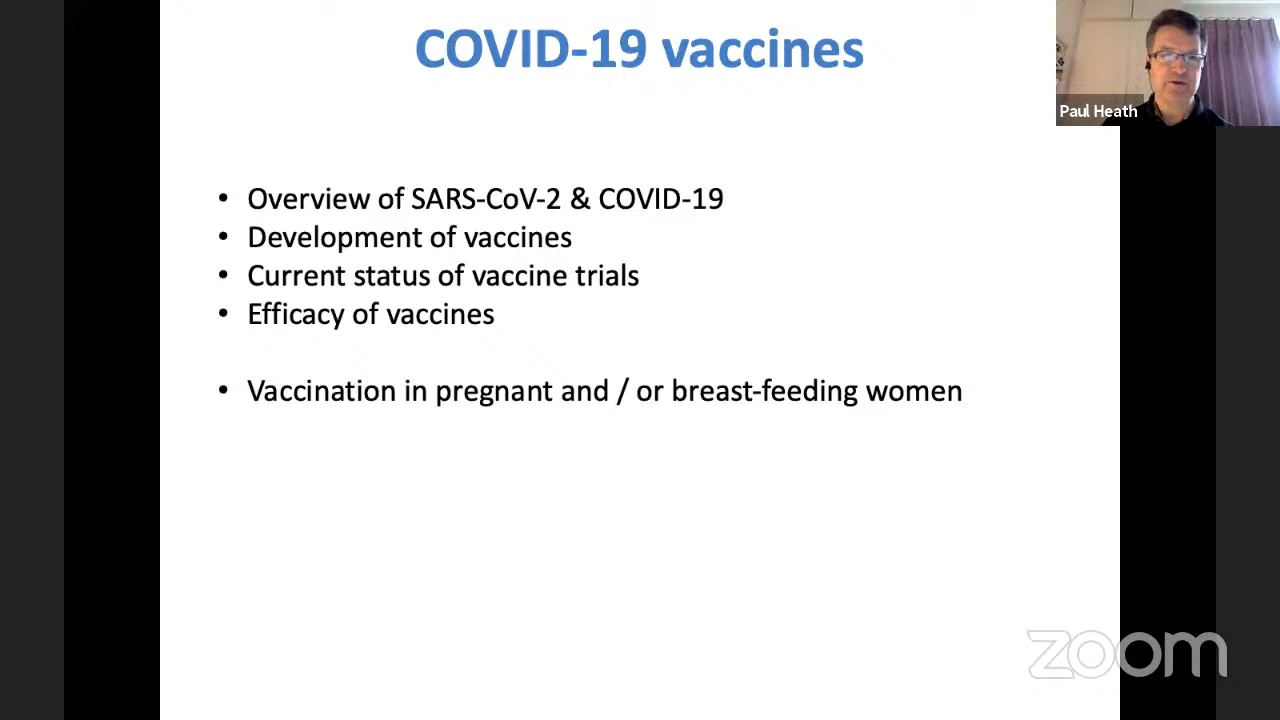 COVID-19 vaccines
Paul Heath
• Overview of SARS-CoV-2 & COVID-19
• Development of vaccines
• Current status of vaccine trials
• Efficacy of vaccines
• Vaccination in pregnant and / or breast-feeding women
zoom